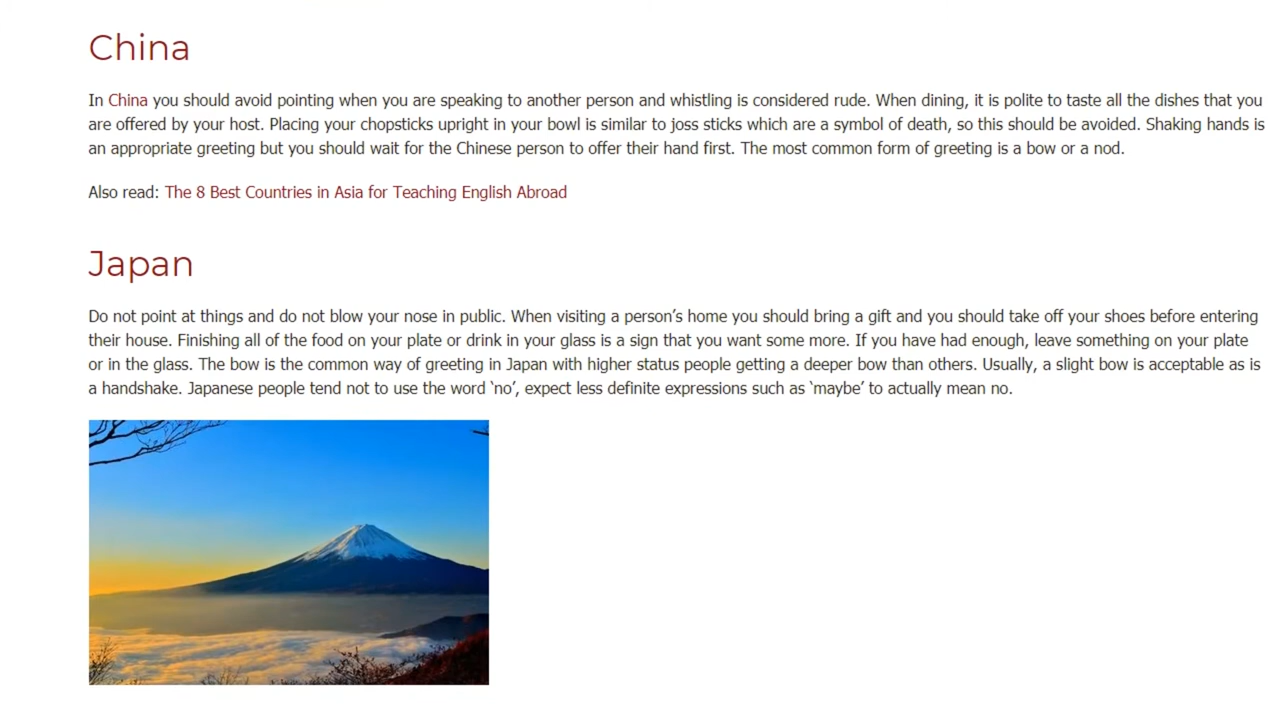 China
In China you should avoid pointing when you are speaking to another person and whistling is considered rude. When dining, it is polite to taste all the dishes that you
are offered by your host. Placing your chopsticks upright in your bowl is similar to joss sticks which are a symbol of death, so this should be avoided. Shaking hands is
an appropriate greeting but you should wait for the Chinese person to offer their hand first. The most common form of greeting is a bow or a nod.
Also read: The 8 Best Countries in Asia for Teaching English Abroad
Japan
Do not point at things and do not blow your nose in public. When visiting a person’s home you should bring a gift and you should take off your shoes before entering
their house. Finishing all of the food on your plate or drink in your glass is a sign that you want some more. If you have had enough, leave something on your plate
or in the glass. The bow is the common way of greeting in Japan with higher status people getting a deeper bow than others. Usually, a slight bow is acceptable as is
a handshake. Japanese people tend not to use the word ‘no’, expect less definite expressions such as ‘maybe’ to actually mean no.